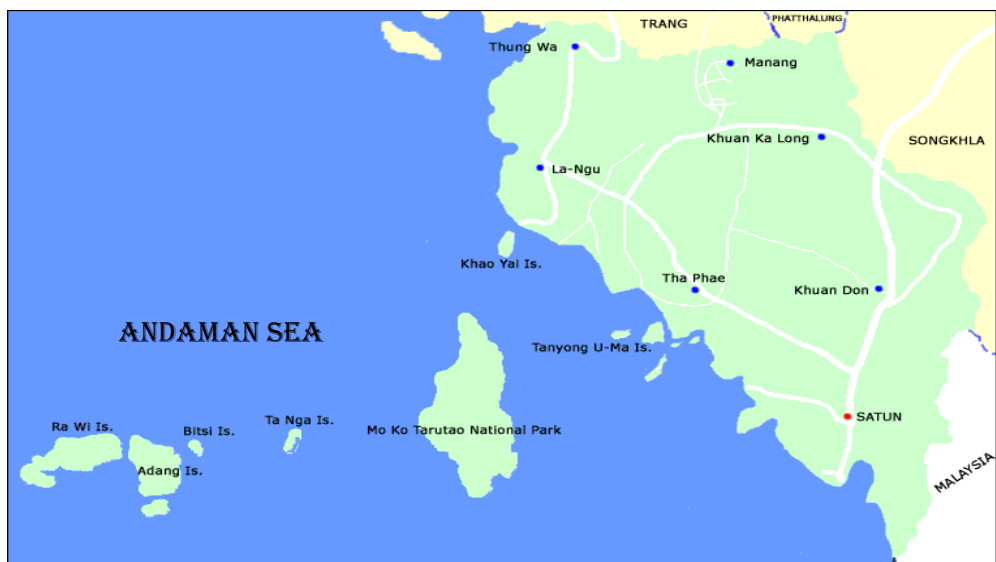 PHATTHALUNG
TRANG
Thung Wa
Manang
Khuan Ka Long
SONGKHLA
La-Ngu
Khao Yai Is.
Tha Phae
Khuan Don
ANDAMAN SEA
Tanyong U-Ma Is.
Ra Wi Is.
Bitsi Is.
Ta Nga Is.
Mo Ko Tarutao National Park
SATUN
Adang Is.
MALAYSIA